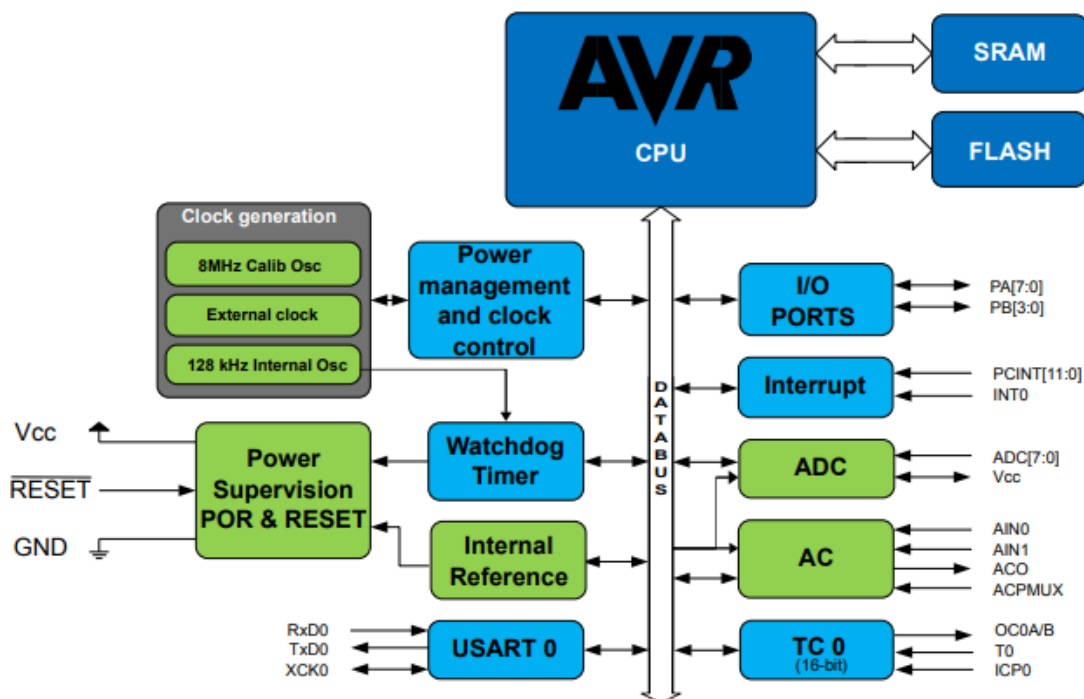 AVR
CPU
SRAM
FLASH
Clock generation
8MHz Calib Osc
External clock
128 kHz Internal Osc
Power
management
and clock
control
I/O
PORTS
PA[7:0]
PB[3:0]
Interrupt
PCINT[11:0]
INT0
DATABUS
Vcc
RESET
GND
Power
Supervision
POR & RESET
Watchdog
Timer
ADC
ADC[7:0]
Vcc
Internal
Reference
AC
AIN0
AIN1
ACO
ACPMUX
RxD0
TxD0
XCK0
USART 0
TC 0
(16-bit)
OC0A/B
T0
ICP0